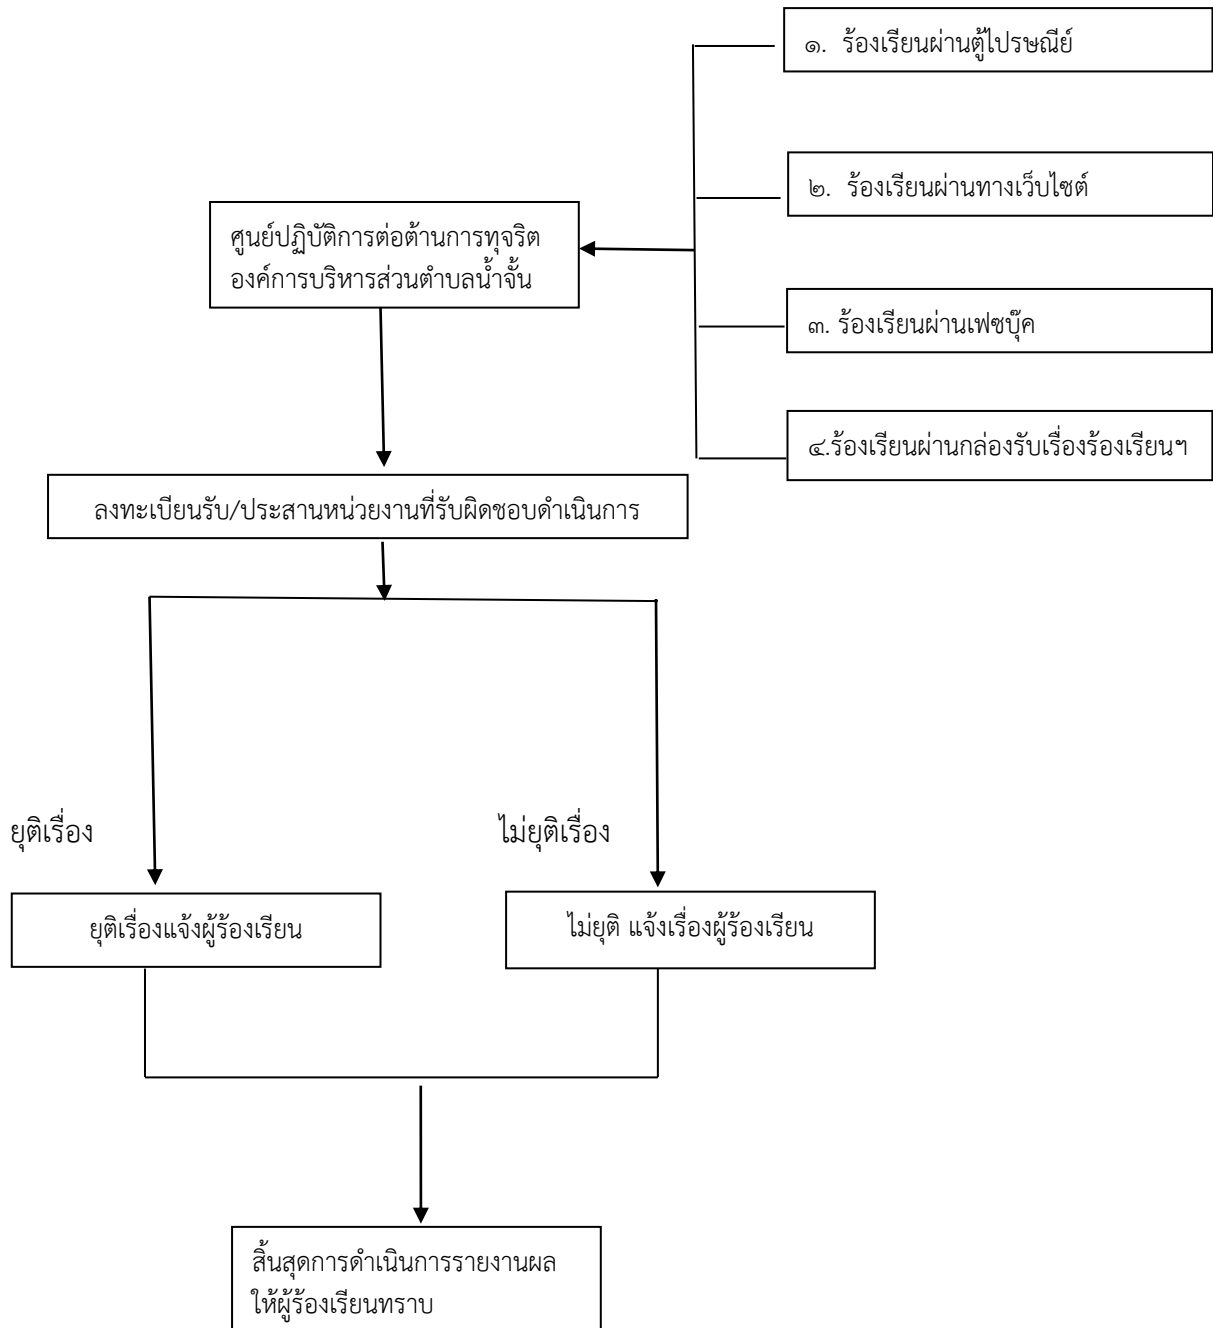 ๑. ร้องเรียนผ่านตู้ไปรษณีย์
๒. ร้องเรียนผ่านทางเว็บไซต์
ศูนย์ปฏิบัติการต่อต้านการทุจริต
องค์การบริหารส่วนตำบลน้ำจั้น
๓. ร้องเรียนผ่านเฟซบุ๊ค
๔.ร้องเรียนผ่านกล่องรับเรื่องร้องเรียนฯ
ลงทะเบียนรับ/ประสานหน่วยงานที่รับผิดชอบดำเนินการ
ยุติเรื่อง
ไม่ยุติเรื่อง
ยุติเรื่องแจ้งผู้ร้องเรียน
ไม่ยุติ แจ้งเรื่องผู้ร้องเรียน
สิ้นสุดการดำเนินการรายงานผล
ให้ผู้ร้องเรียนทราบ